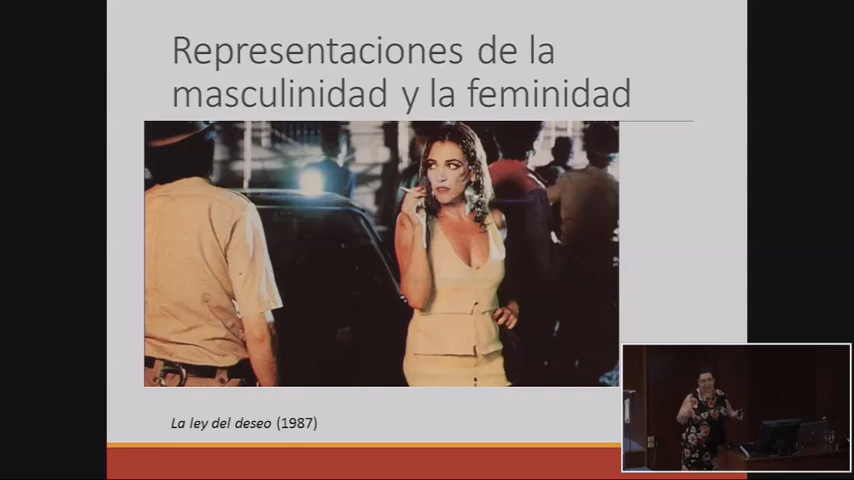 Representaciones de la
masculinidad y la feminidad
La ley del deseo (1987)